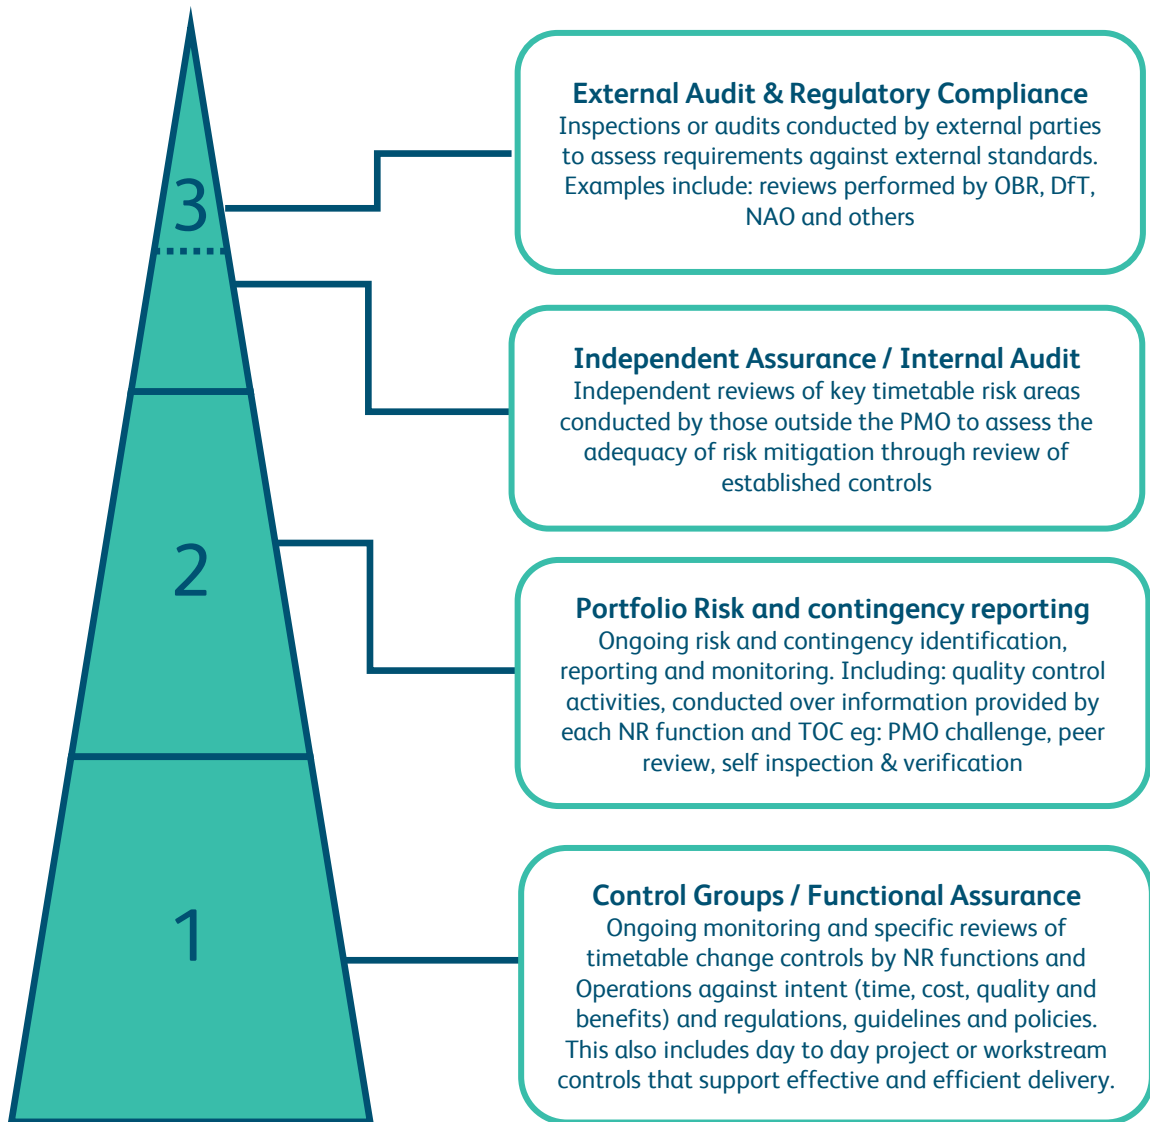 External Audit & Regulatory Compliance
Inspections or audits conducted by external parties
to assess requirements against external standards.
Examples include: reviews performed by OBR, DfT,
NAO and others
3
Independent Assurance / Internal Audit
Independent reviews of key timetable risk areas
conducted by those outside the PMO to assess the
adequacy of risk mitigation through review of
established controls
2
Portfolio Risk and contingency reporting
Ongoing risk and contingency identification,
reporting and monitoring. Including: quality control
activities, conducted over information provided by
each NR function and TOC eg: PMO challenge, peer
review, self inspection & verification
1
Control Groups / Functional Assurance
Ongoing monitoring and specific reviews of
timetable change controls by NR functions and
Operations against intent (time, cost, quality and
benefits) and regulations, guidelines and policies.
This also includes day to day project or workstream
controls that support effective and efficient delivery.